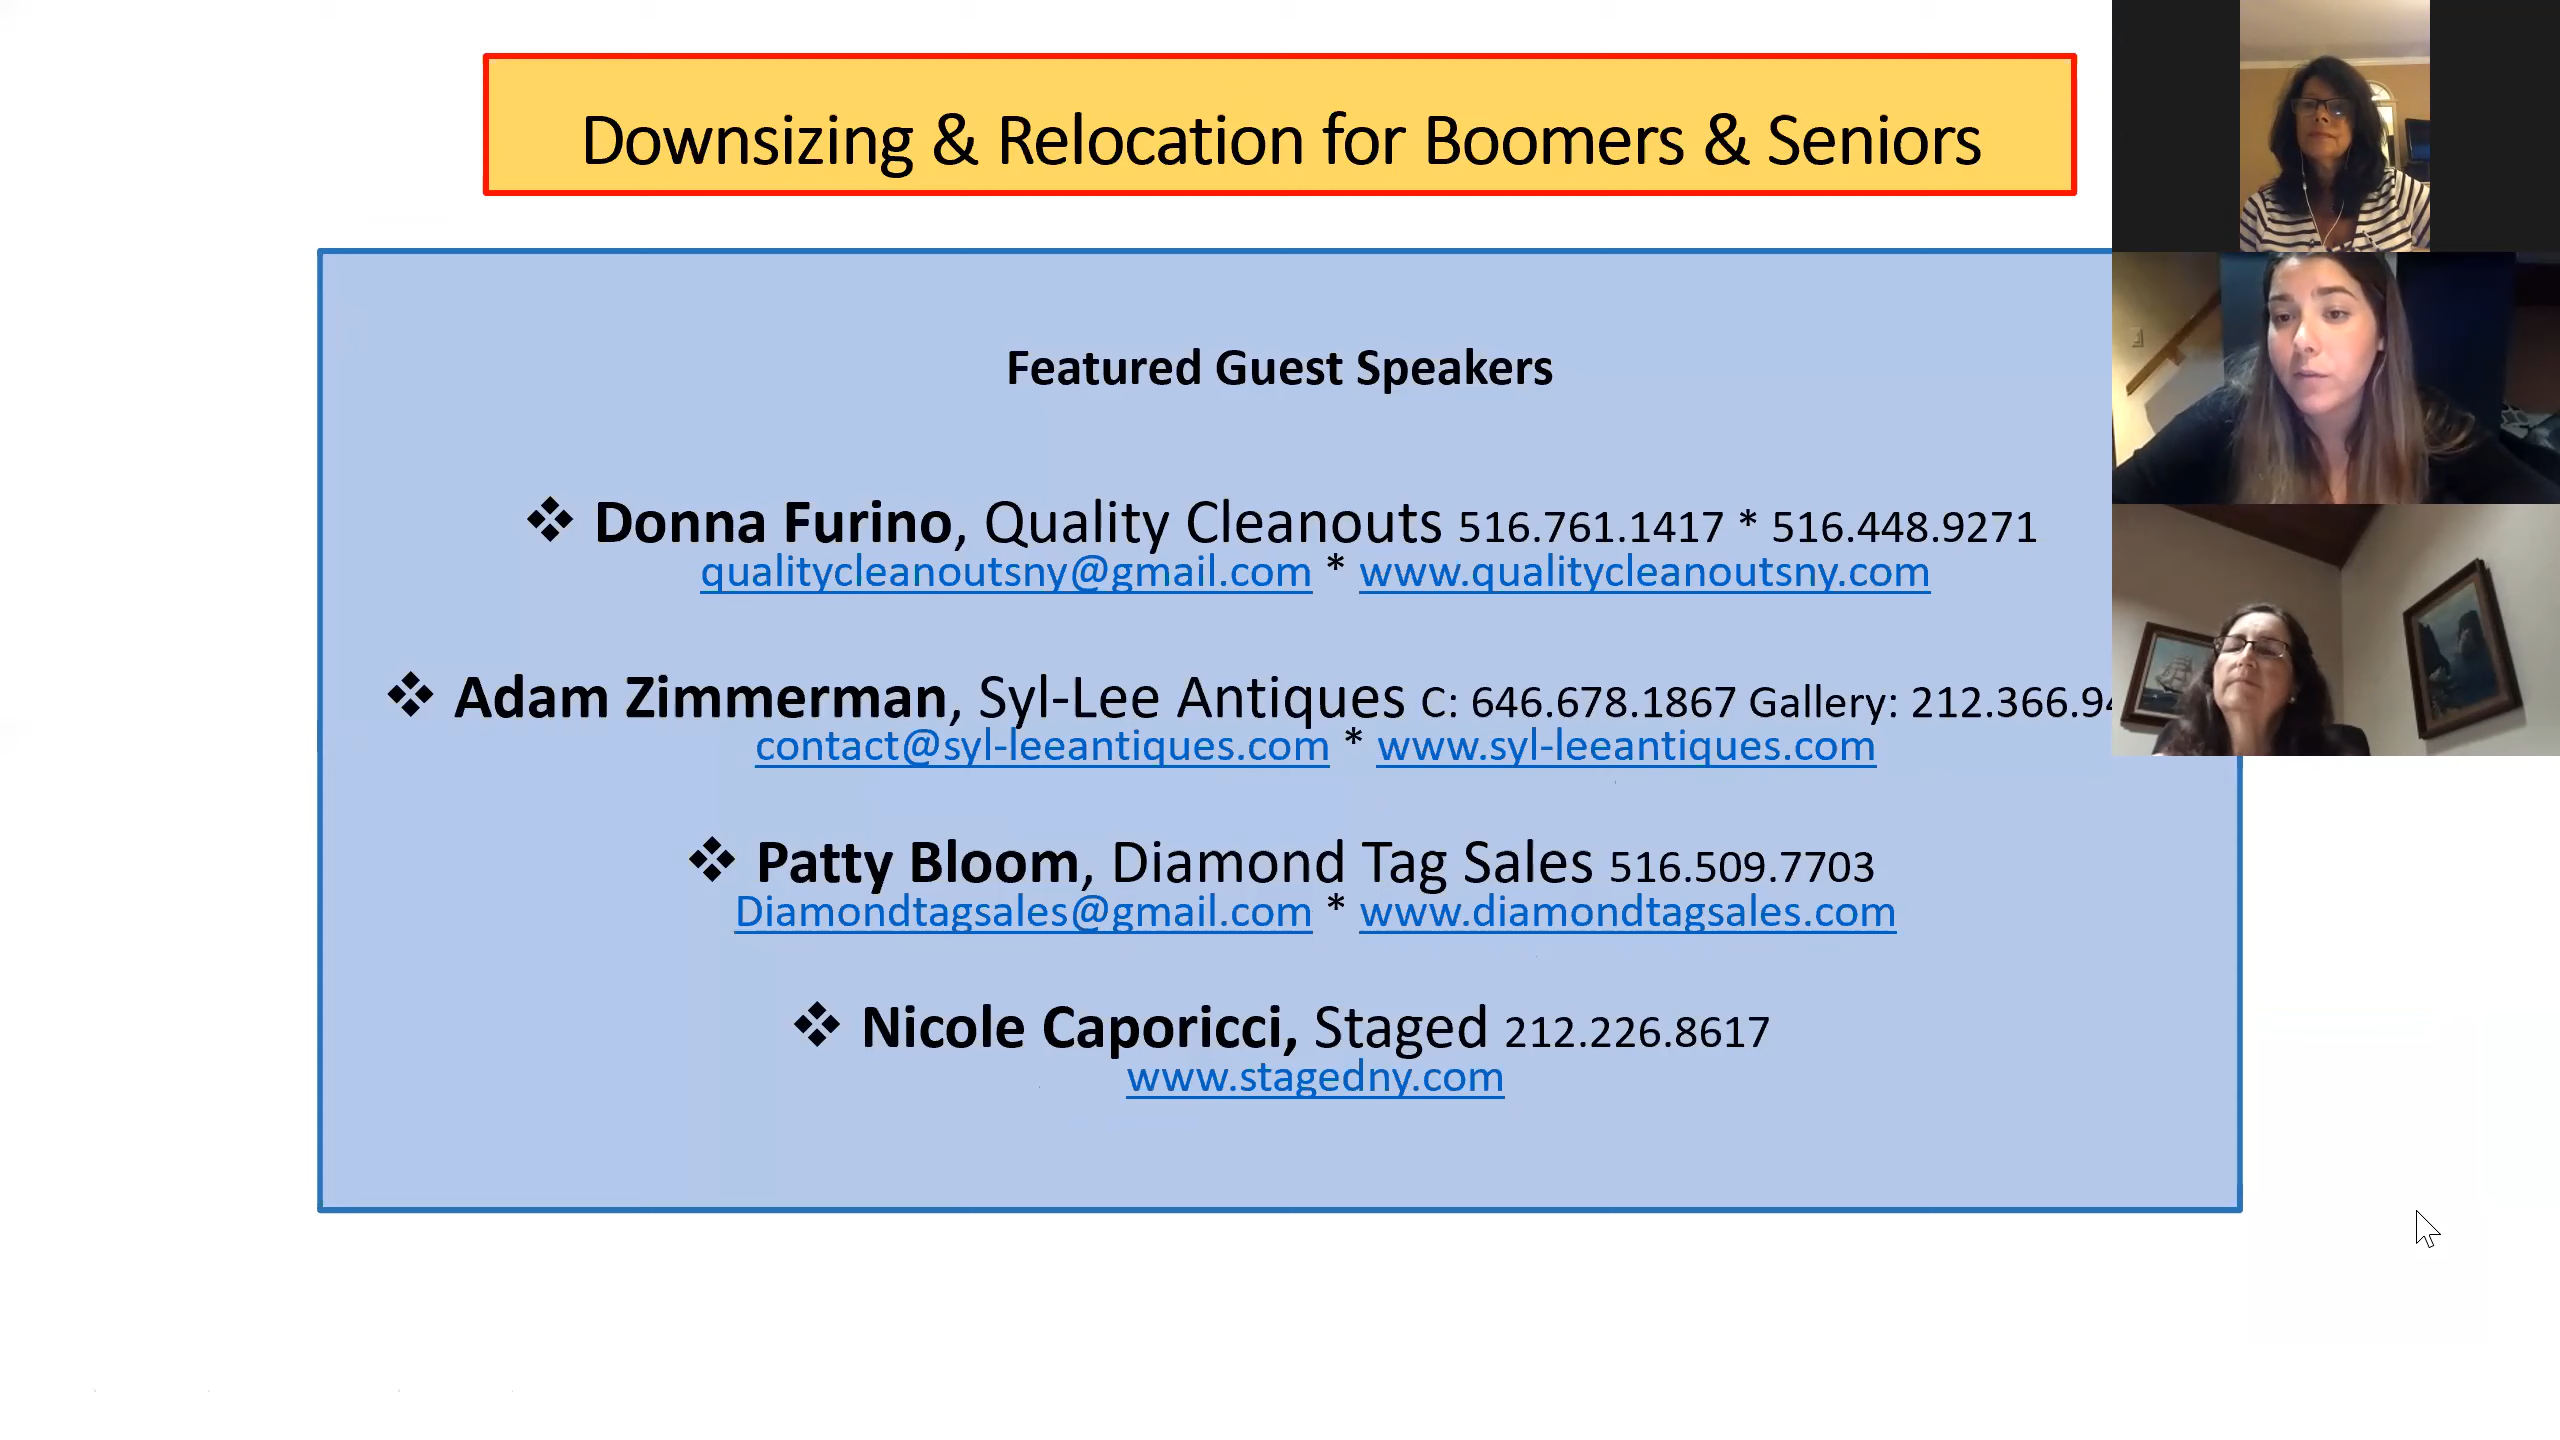 Downsizing & Relocation for Boomers & Seniors
Featured Guest Speakers
❖ Donna Furino, Quality Cleanouts 516.761.1417 * 516.448.9271
qualitycleanoutsny@gmail.com * www.qualitycleanoutsny.com
❖ Adam Zimmerman, Syl-Lee Antiques C: 646.678.1867 Gallery: 212.366.94
contact@syl-leeantiques.com * www.syl-leeantiques.com
❖ Patty Bloom, Diamond Tag Sales 516.509.7703
Diamondtagsales@gmail.com * www.diamondtagsales.com
❖ Nicole Caporicci, Staged 212.226.8617
www.stagedny.com